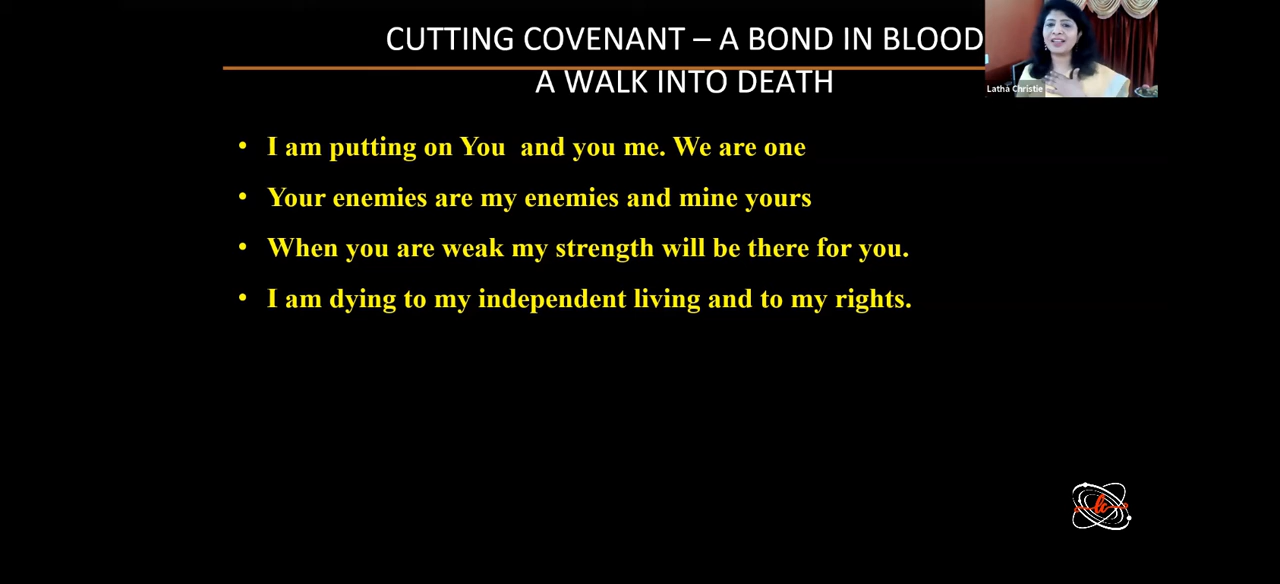 CUTTING COVENANT – A BOND IN BLOOD
A WALK INTO DEATH
Latha Christie
• I am putting on You  and you me. We are one
• Your enemies are my enemies and mine yours
• When you are weak my strength will be there for you.
• I am dying to my independent living and to my rights.
lc